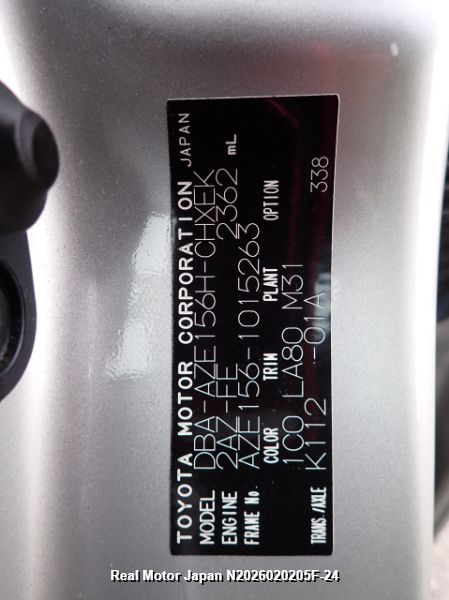 TOYOTA MOTOR CORPORATION JAPAN
MODEL DBA-AZE156H-CHXEK
ENGINE 2AZ-FE 2362 mL
FRAME No. AZE156-1015263
COLOR TRIM PLANT OPTION
1C0 LA80 M31
TRANS./AXLE K112 -01A 338
Real Motor Japan N2026020205F-24